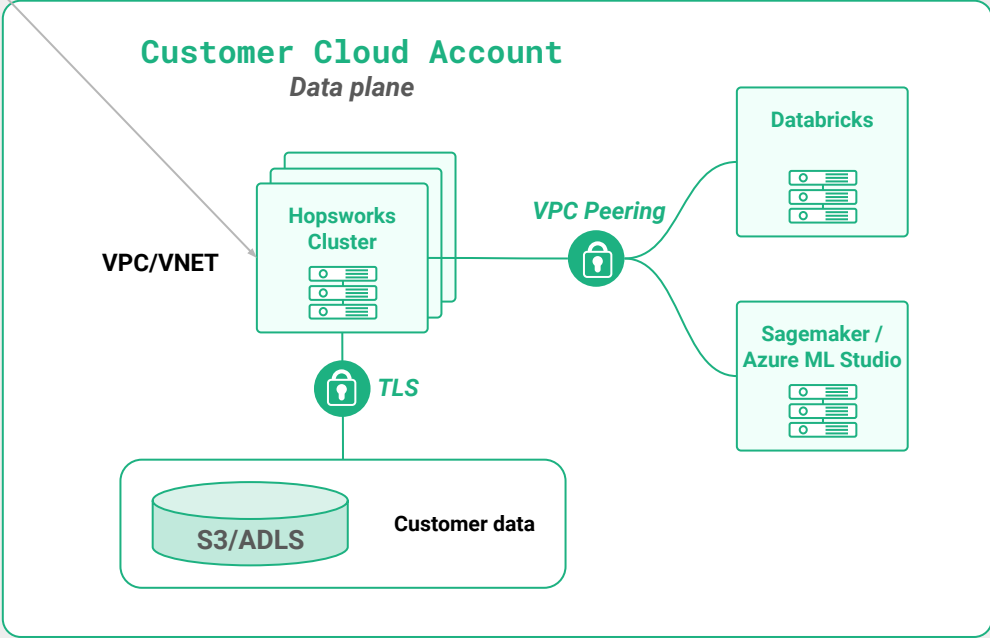 Customer Cloud Account
Data plane
Databricks
Hopsworks
Cluster
VPC Peering
VPC/VNET
Sagemaker /
Azure ML Studio
TLS
S3/ADLS
Customer data